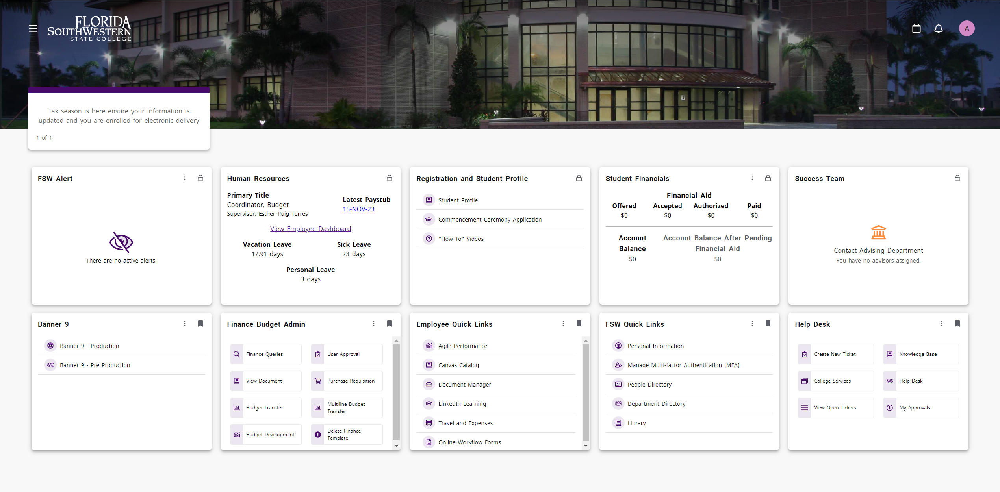 FLORIDA
SOUTHWESTERN
STATE COLLEGE
A
Tax season is here ensure your information is
updated and you are enrolled for electronic delivery
1 of 1
FSW Alert
There are no active alerts.
Human Resources
Primary Title
Coordinator, Budget
Supervisor: Esther Puig Torres
Latest Paystub
15-NOV-23
View Employee Dashboard
Vacation Leave
17.91 days
Sick Leave
23 days
Personal Leave
3 days
Registration and Student Profile
Student Profile
Commencement Ceremony Application
"How To" Videos
Student Financials
Financial Aid
Offered Accepted Authorized Paid
$0 $0 $0 $0
Account
Balance
$0
Account Balance After Pending
Financial Aid
$0
Success Team
Contact Advising Department
You have no advisors assigned.
Banner 9
Banner 9 - Production
Banner 9 - Pre Production
Finance Budget Admin
Finance Queries
User Approval
View Document
Purchase Requisition
Budget Transfer
Multiline Budget
Transfer
Budget Development
Delete Finance
Template
Employee Quick Links
Agile Performance
Canvas Catalog
Document Manager
LinkedIn Learning
Travel and Expenses
Online Workflow Forms
FSW Quick Links
Personal Information
Manage Multi-factor Authentication (MFA)
People Directory
Department Directory
Library
Help Desk
Create New Ticket
Knowledge Base
College Services
Help Desk
View Open Tickets
My Approvals